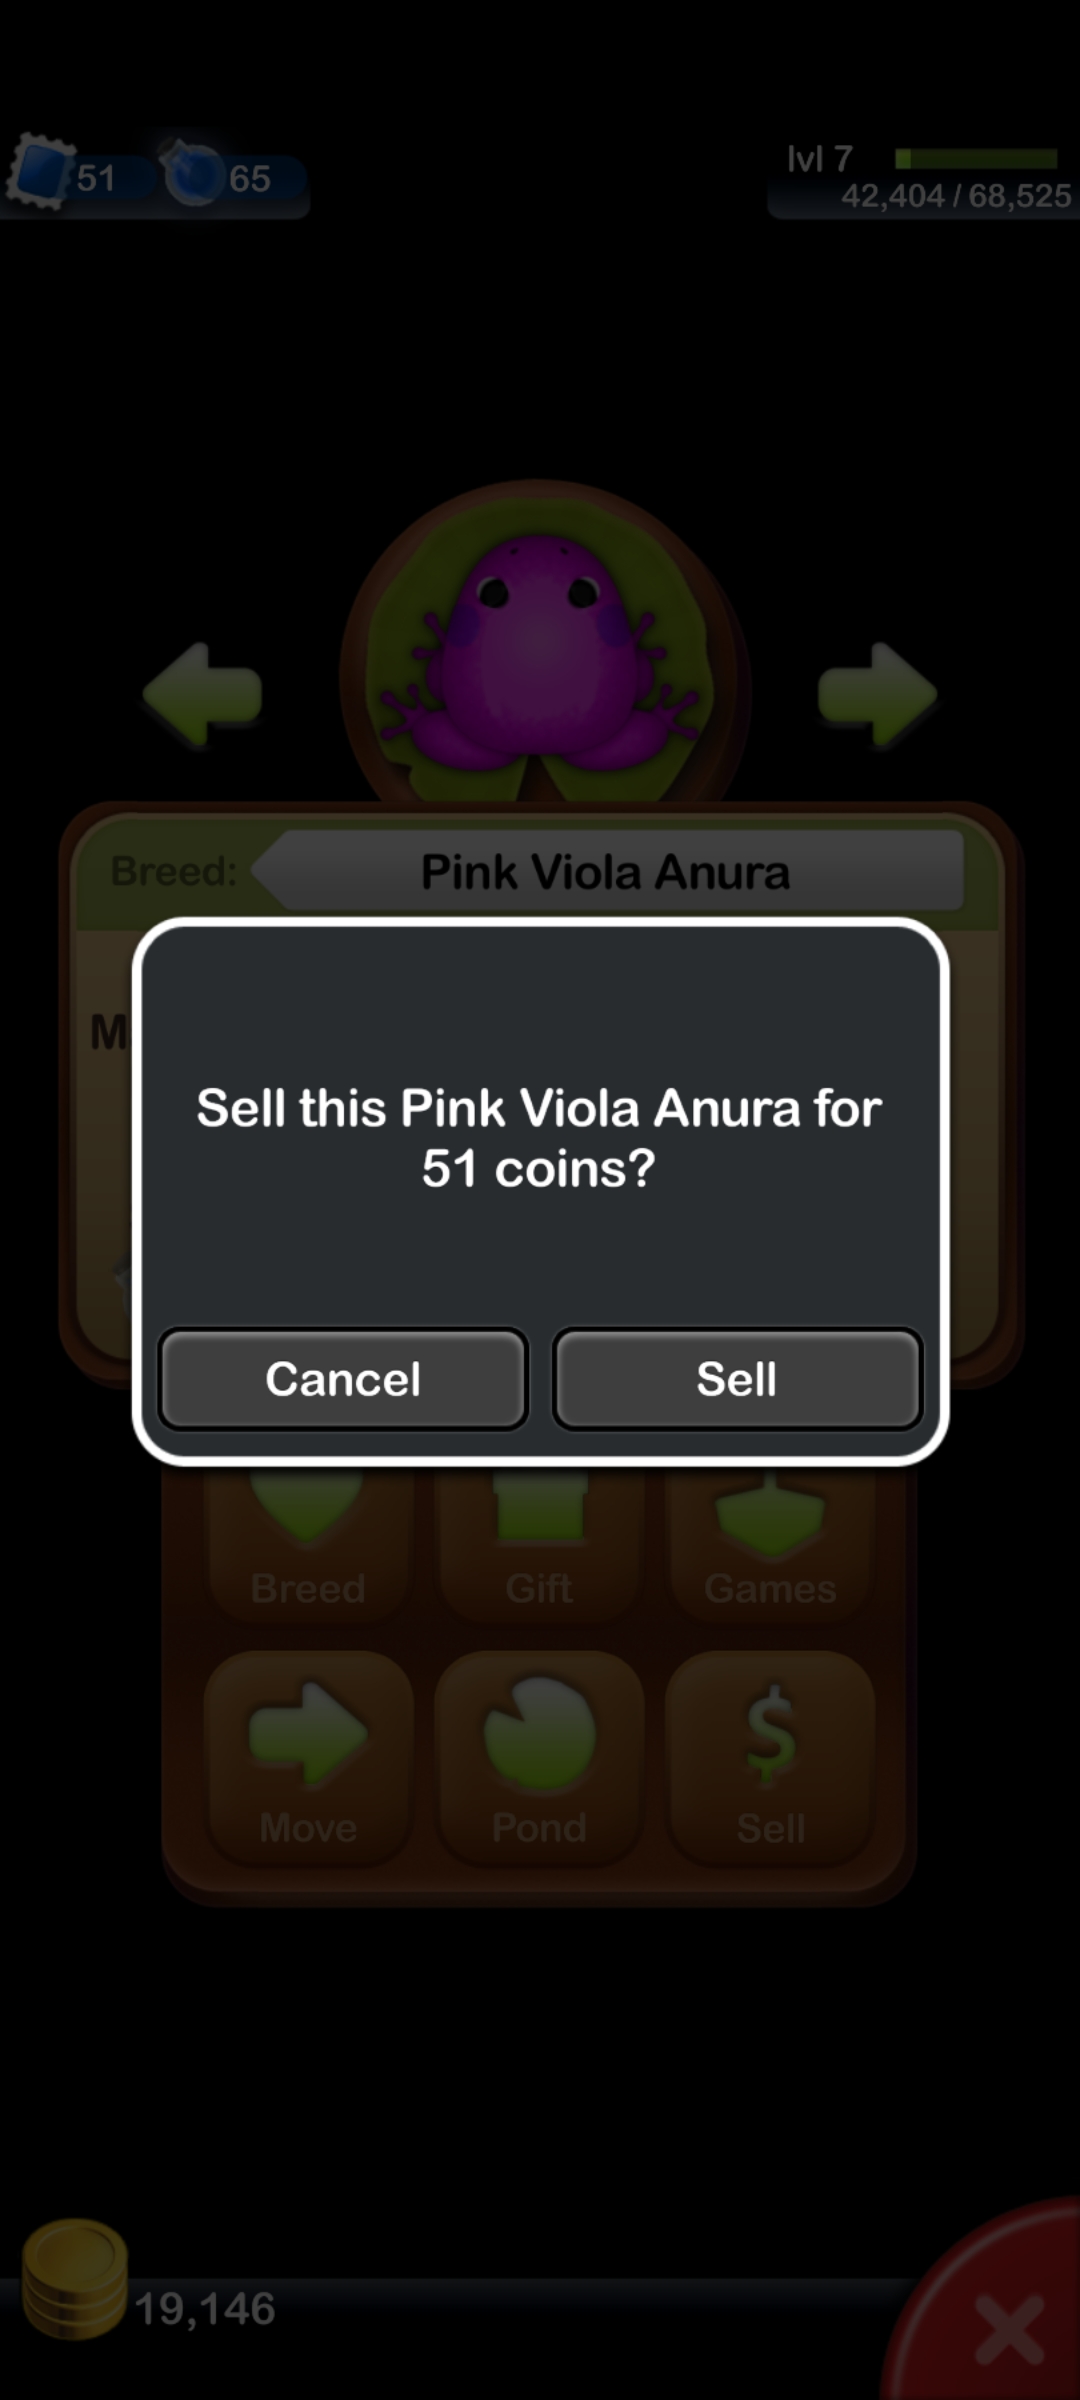 51
65
lvl 7
42,404 / 68,525
Breed:
Pink Viola Anura
M
Sell this Pink Viola Anura for
51 coins?
Cancel
Sell
Breed
Gift
Games
Move
Pond
$
Sell
19,146